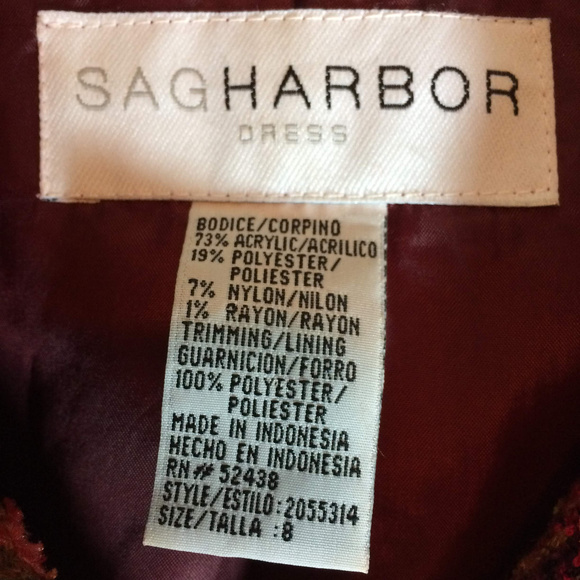 SAGHARBOR
DRESS
BODICE/CORPINO
73% ACRYLIC/ACRILICO
19% POLYESTER/
POLIESTER
7% NYLON/NILON
1% RAYON/RAYON
TRIMMING/LINING
GUARNICION/FORRO
100% POLYESTER/
POLIESTER
MADE IN INDONESIA
HECHO EN INDONESIA
RN# 52438
STYLE/ESTILO:2055314
SIZE/TALLA :8